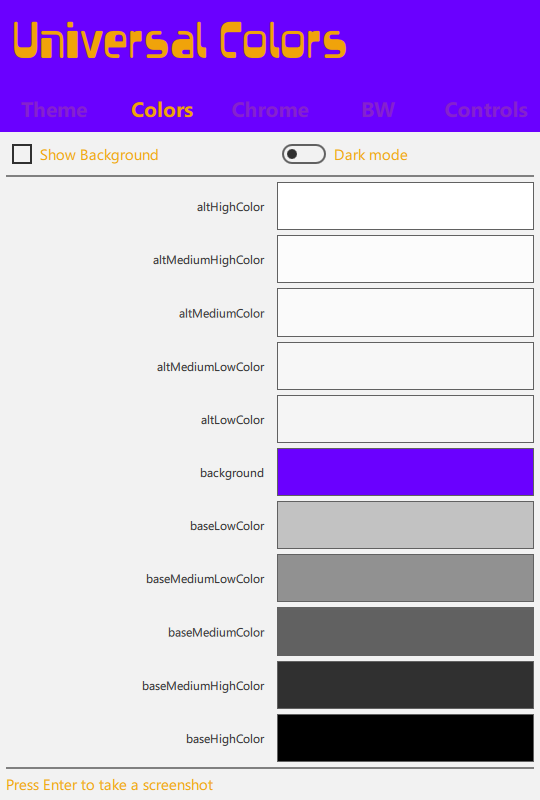 Universal Colors
Theme Colors Chrome BW Controls
Show Background Dark mode
altHighColor
altMediumHighColor
altMediumColor
altMediumLowColor
altLowColor
background
baseLowColor
baseMediumLowColor
baseMediumColor
baseMediumHighColor
baseHighColor
Press Enter to take a screenshot